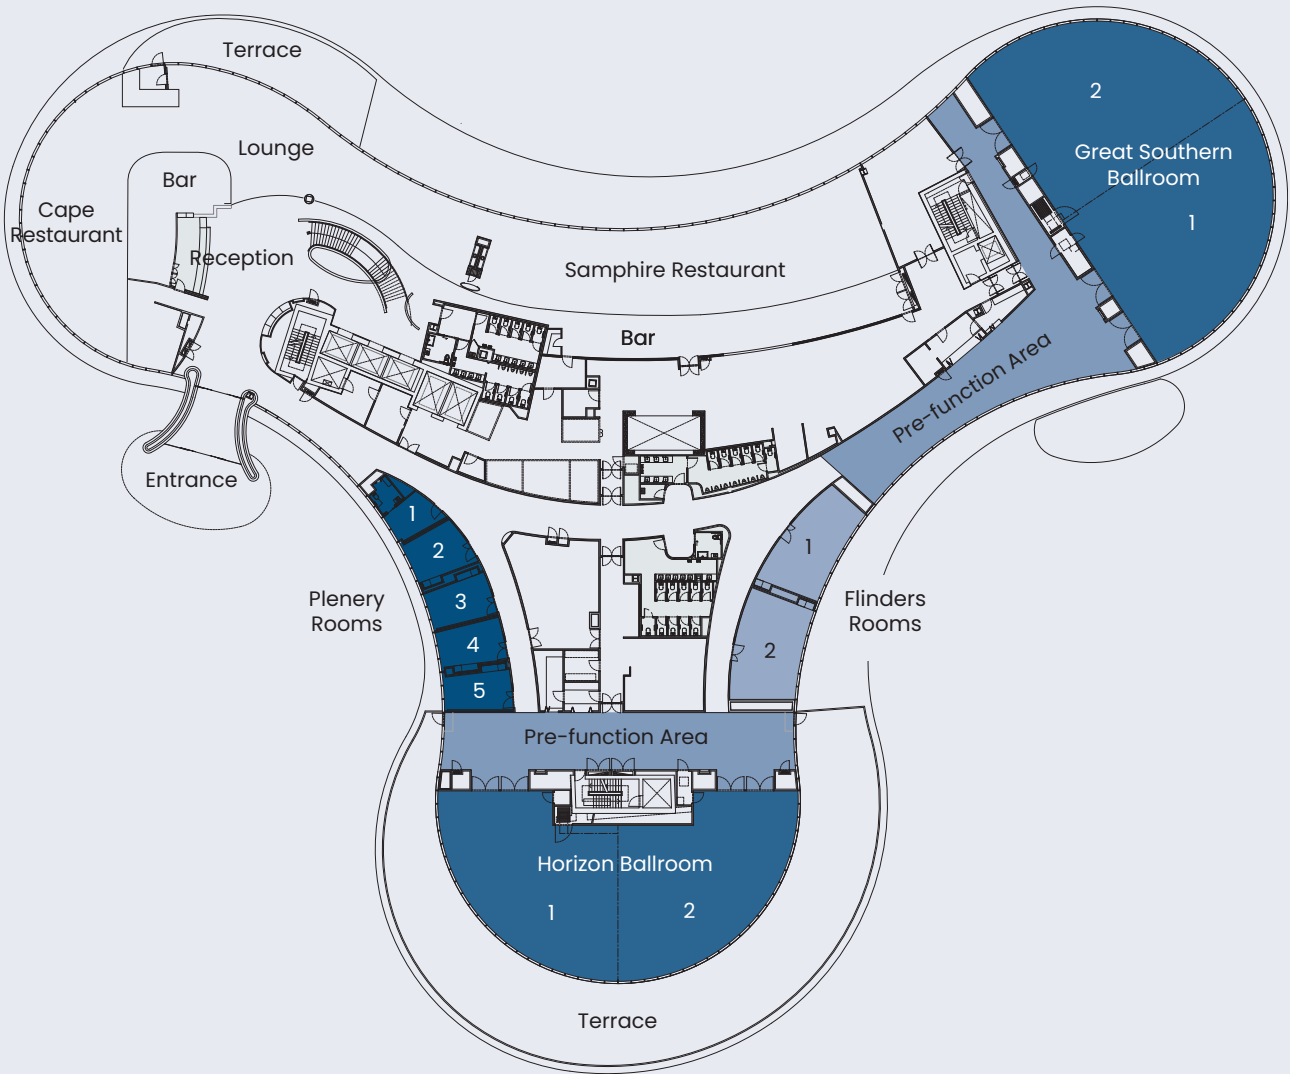 Terrace
2
Great Southern
Ballroom
1
Lounge
Bar
Cape
Restaurant
Reception
Samphire Restaurant
Bar
Pre-function Area
Entrance
1
2
3
4
5
Plenery
Rooms
1
2
Flinders
Rooms
Pre-function Area
Horizon Ballroom
1
2
Terrace